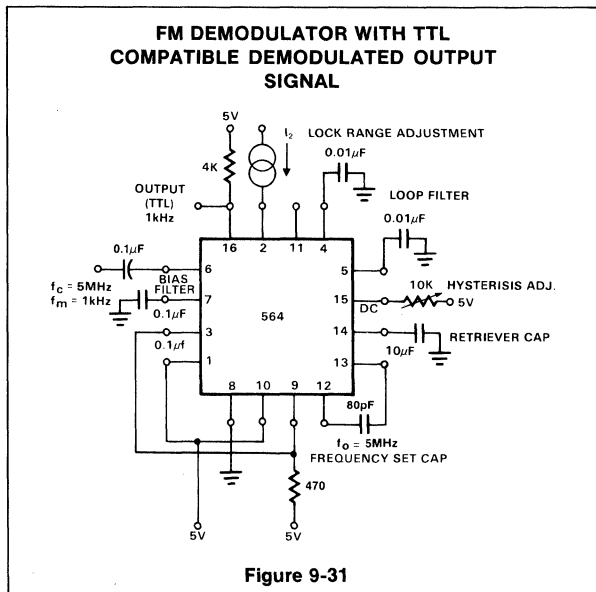 FM DEMODULATOR WITH TTL
COMPATIBLE DEMODULATED OUTPUT
SIGNAL
5V
I2
LOCK RANGE ADJUSTMENT
4K
0.01μF
OUTPUT
(TTL)
1kHz
LOOP FILTER
0.01μF
16 2 11 4
0.1μF
6
5
fc = 5MHz
fm = 1kHz
BIAS
FILTER
7
0.1μF
10K
HYSTERISIS ADJ.
15
DC
5V
3
564
14
RETRIEVER CAP
0.1μf
10μF
1
13
8 10 9 12
80pF
fo = 5MHz
FREQUENCY SET CAP
470
5V
5V
Figure 9-31